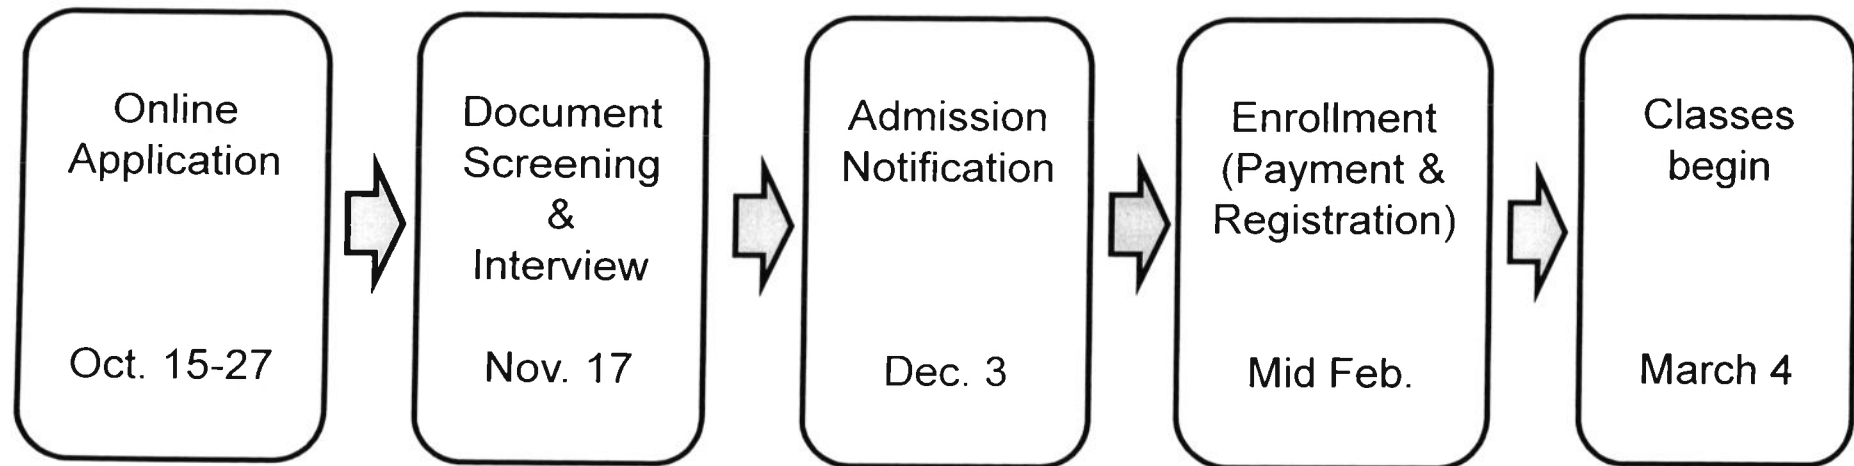 Online
Application
Oct. 15-27
Document
Screening
&
Interview
Nov. 17
Admission
Notification
Dec. 3
Enrollment
(Payment &
Registration)
Mid Feb.
Classes
begin
March 4